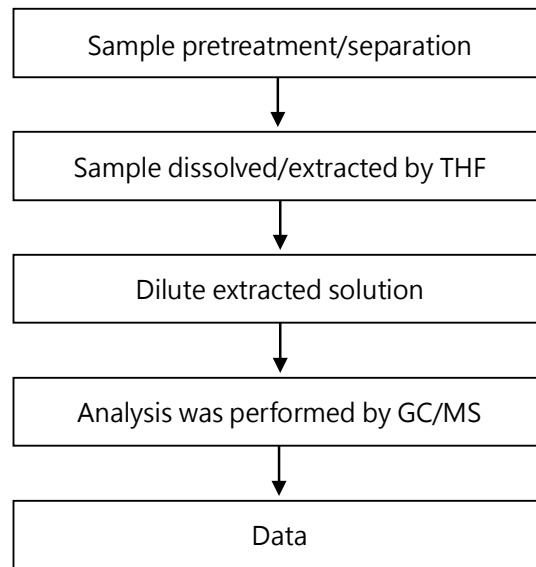 Sample pretreatment/separation
Sample dissolved/extracted by THF
Dilute extracted solution
Analysis was performed by GC/MS
Data